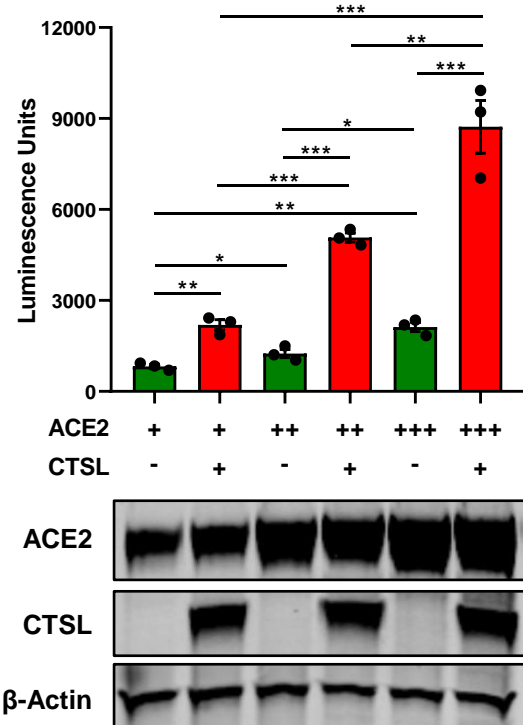 ***
**
***
12000
9000
6000
3000
0
Luminescence Units
*
***
***
**
*
**
ACE2 + + ++ ++ +++ +++
CTSL - + - + - +
ACE2
CTSL
β-Actin